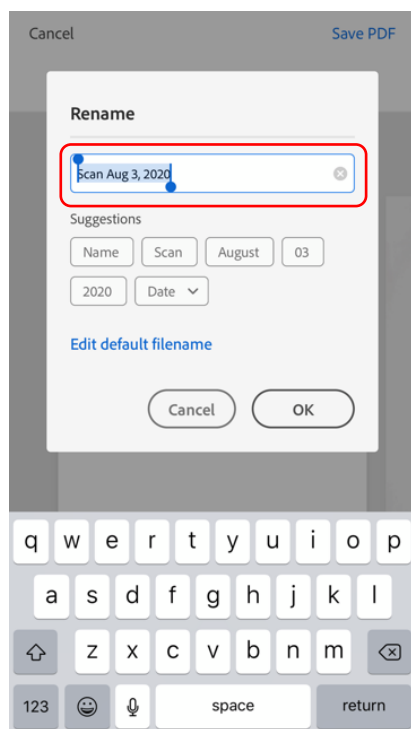 Cancel Save PDF
Rename
Scan Aug 3, 2020
Suggestions
Name Scan August 03
2020 Date
Edit default filename
Cancel OK
q w e r t y u i o p
a s d f g h j k l
z x c v b n m
123 space return